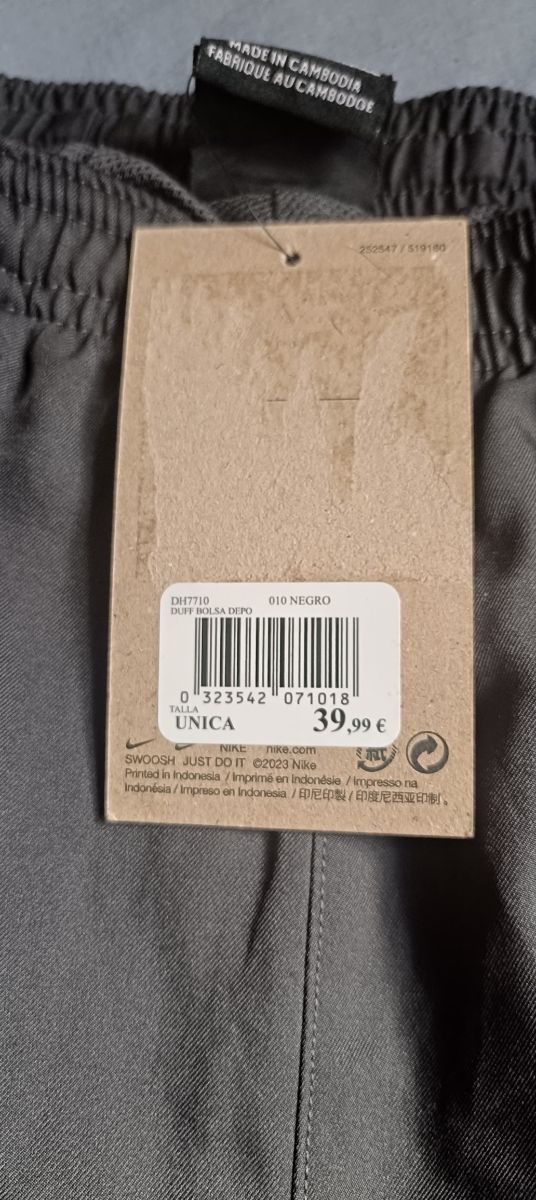 MADE IN CAMBODIA
FABRIQUE AU CAMBODGE
252547 / 519160
DH7710 010 NEGRO
DUFF BOLSA DEPO
0 323542 071018
TALLA
UNICA 39,99 €
NIKE nike.com
SWOOSH JUST DO IT ©2023 Nike
Printed in Indonesia / Imprimé en Indonésie / Impresso na
Indonésia / Impreso en Indonesia / 印尼印製 / 印度尼西亚印制。